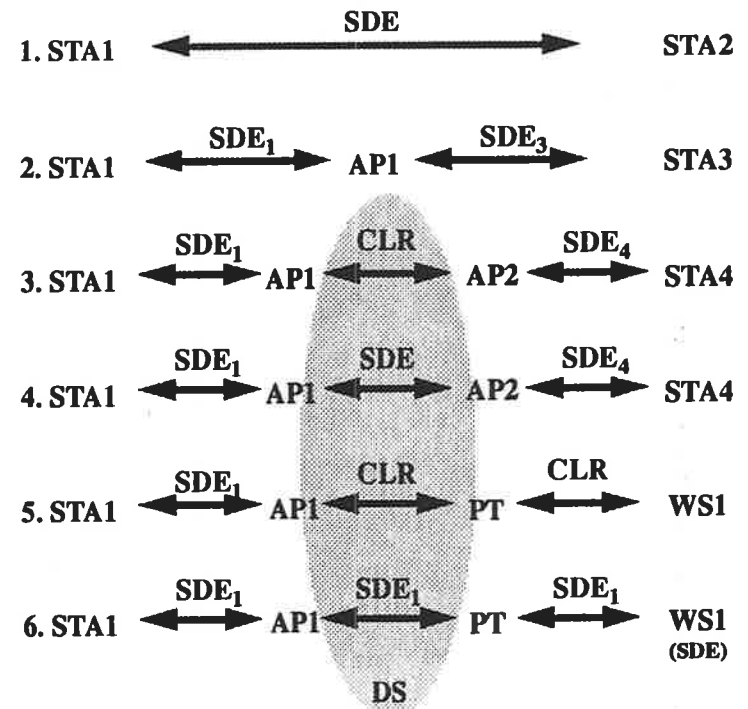 SDE
1. STA1 STA2
SDE₁ SDE₃
2. STA1 AP1 STA3
SDE₁ CLR SDE₄
3. STA1 AP1 AP2 STA4
SDE₁ SDE SDE₄
4. STA1 AP1 AP2 STA4
SDE₁ CLR CLR
5. STA1 AP1 PT WS1
SDE₁ SDE₁ SDE₁
6. STA1 AP1 PT WS1
(SDE)
DS